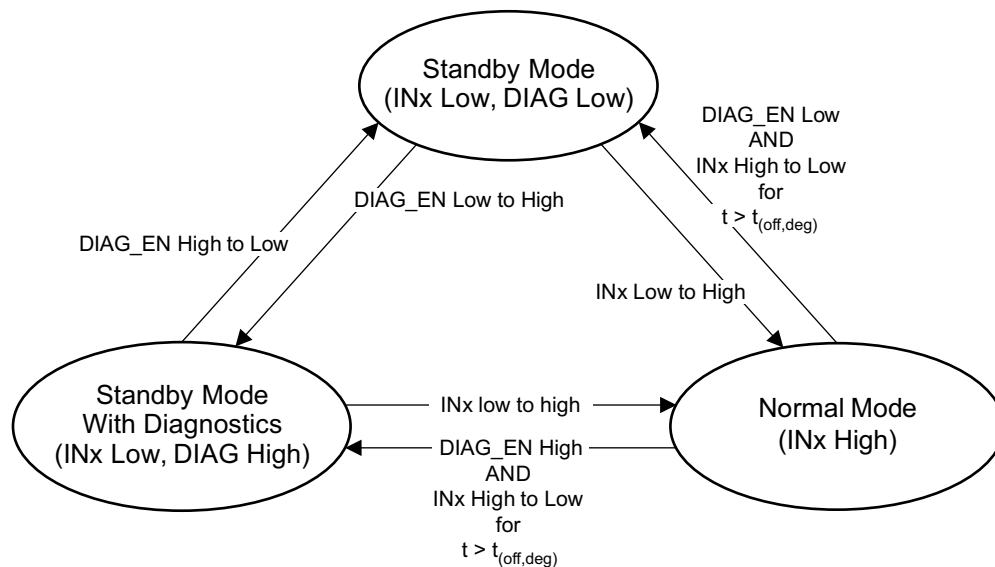 Standby Mode
(INx Low, DIAG Low)
DIAG_EN Low
AND
INx High to Low
for
t > t(off,deg)
DIAG_EN Low to High
DIAG_EN High to Low
INx Low to High
Standby Mode
With Diagnostics
(INx Low, DIAG High)
INx low to high
DIAG_EN High
AND
INx High to Low
for
t > t(off,deg)
Normal Mode
(INx High)